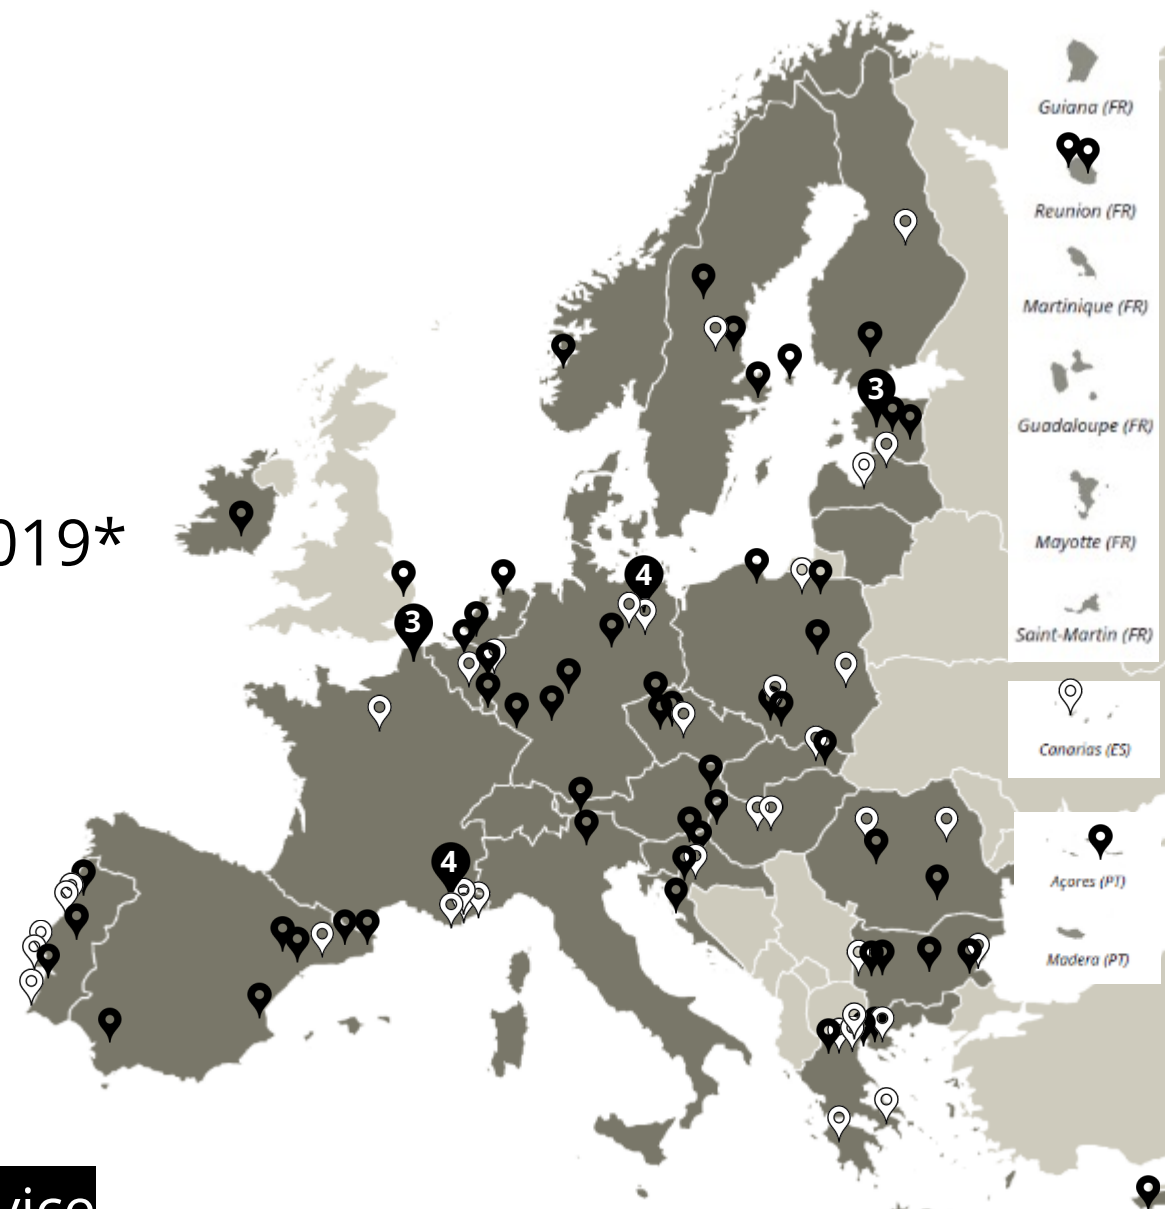 Guiana (FR)
Reunion (FR)
Martinique (FR)
3
Guadaloupe (FR)
019*
Mayotte (FR)
4
3
Saint-Martin (FR)
Canarias (ES)
4
Açores (PT)
Madera (PT)
vice